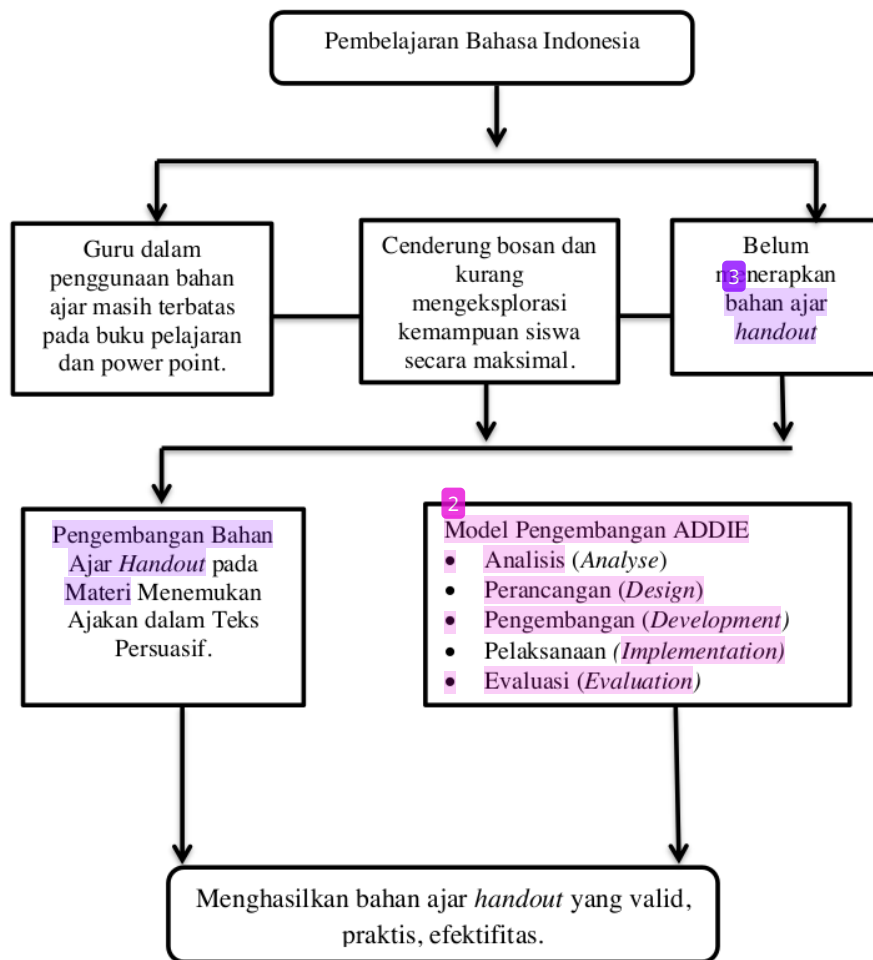 Pembelajaran Bahasa Indonesia
Guru dalam
penggunaan bahan
ajar masih terbatas
pada buku pelajaran
dan power point.
Cenderung bosan dan
kurang
mengeksplorasi
kemampuan siswa
secara maksimal.
Belum
menerapkan
3
bahan ajar
handout
Pengembangan Bahan
Ajar Handout pada
Materi Menemukan
Ajakan dalam Teks
Persuasif.
2
Model Pengembangan ADDIE
• Analisis (Analyse)
• Perancangan (Design)
• Pengembangan (Development)
• Pelaksanaan (Implementation)
• Evaluasi (Evaluation)
Menghasilkan bahan ajar handout yang valid,
praktis, efektifitas.